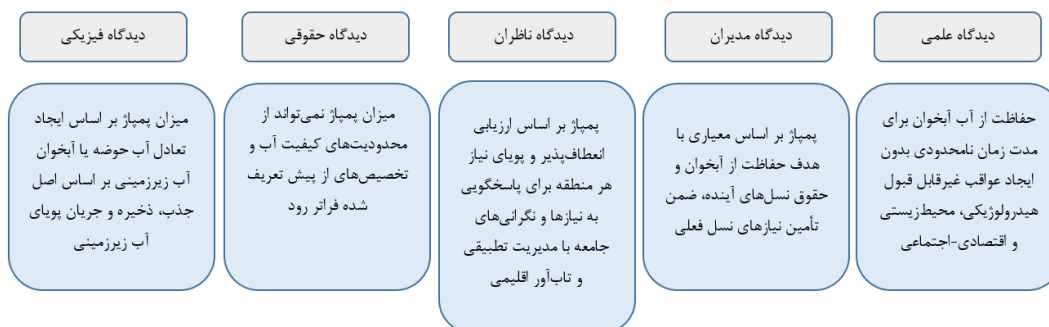 دیدگاه علمی
حفاظت از آب آبخوان برای
مدت زمان نامحدودی بدون
ایجاد عواقب غیرقابل قبول
هیدرولوژیکی، محیط‌زیستی
و اقتصادی-اجتماعی
دیدگاه مدیران
پمپاژ بر اساس معیاری با
هدف حفاظت از آبخوان و
حقوق نسل‌های آینده، ضمن
تأمین نیازهای نسل فعلی
دیدگاه ناظران
پمپاژ بر اساس ارزیابی
انعطاف‌پذیر و پویای نیاز
هر منطقه برای پاسخگویی
به نیازها و نگرانی‌های
جامعه با مدیریت تطبیقی
و تاب‌آور اقلیمی
دیدگاه حقوقی
میزان پمپاژ نمی‌تواند از
محدودیت‌های کیفیت آب و
تخصیص‌های از پیش تعریف
شده فراتر رود
دیدگاه فیزیکی
میزان پمپاژ بر اساس ایجاد
تعادل آب حوضه یا آبخوان
آب زیرزمینی بر اساس اصل
جذب، ذخیره و جریان پویای
آب زیرزمینی